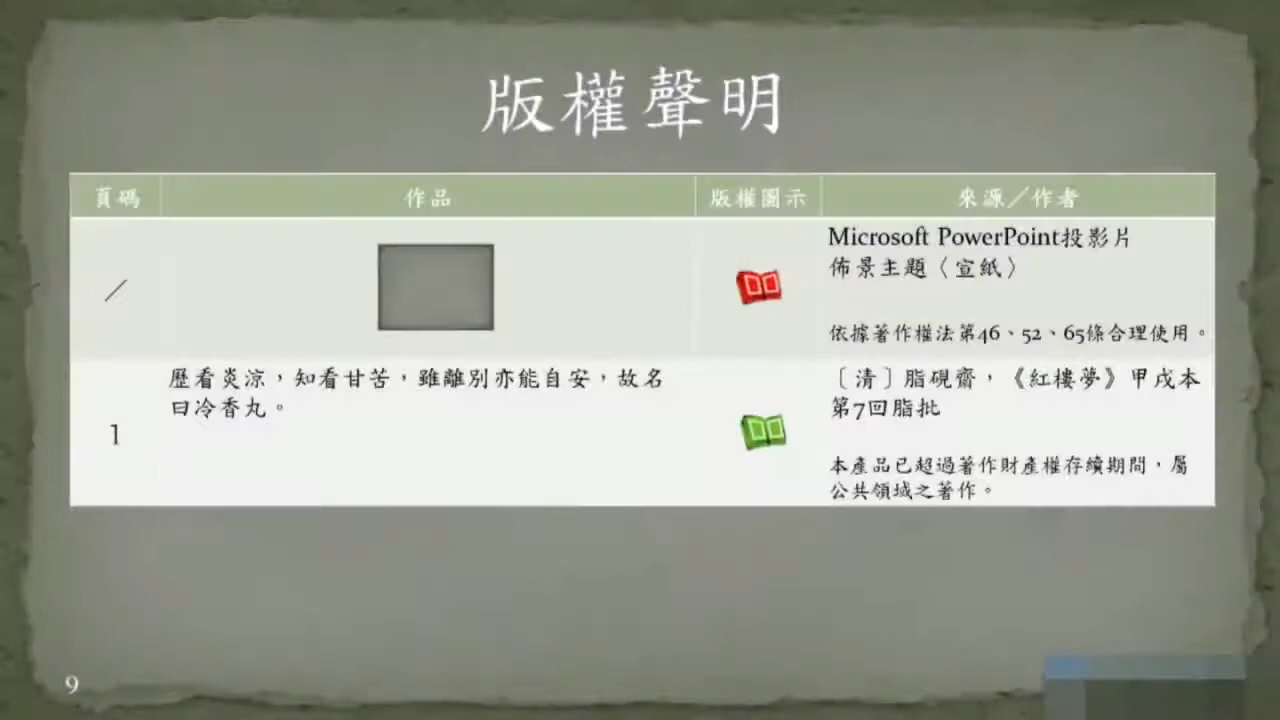 版權聲明
頁碼 作品 版權圖示 來源／作者
／
Microsoft PowerPoint投影片
佈景主題〈宣紙〉
依據著作權法第46、52、65條合理使用。
1
歷看炎涼，知看甘苦，雖離別亦能自安，故名
曰冷香丸。
〔清〕脂硯齋，《紅樓夢》甲戌本
第7回脂批
本產品已超過著作財產權存續期間，屬
公共領域之著作。
9